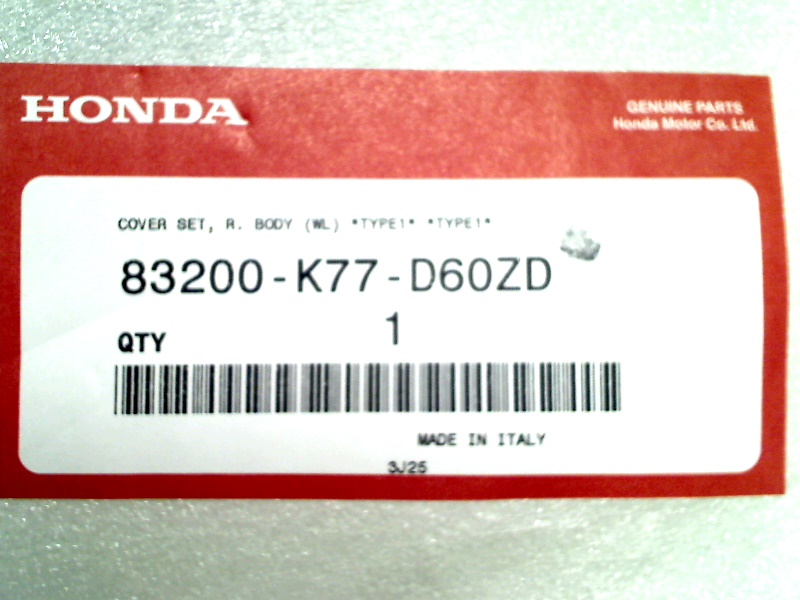 HONDA
GENUINE PARTS
Honda Motor Co. Ltd.
COVER SET, R. BODY (WL) *TYPE1* *TYPE1*
83200-K77-D60ZD
QTY 1
MADE IN ITALY
3J25